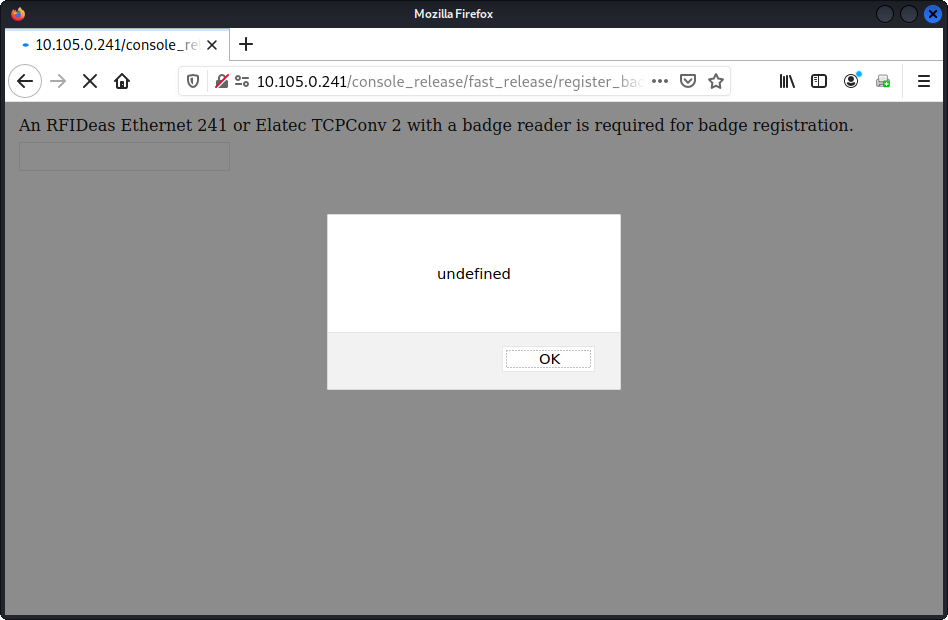 Mozilla Firefox
10.105.0.241/console_re
10.105.0.241/console_release/fast_release/register_bac
An RFIDeas Ethernet 241 or Elatec TCPConv 2 with a badge reader is required for badge registration.
undefined
OK